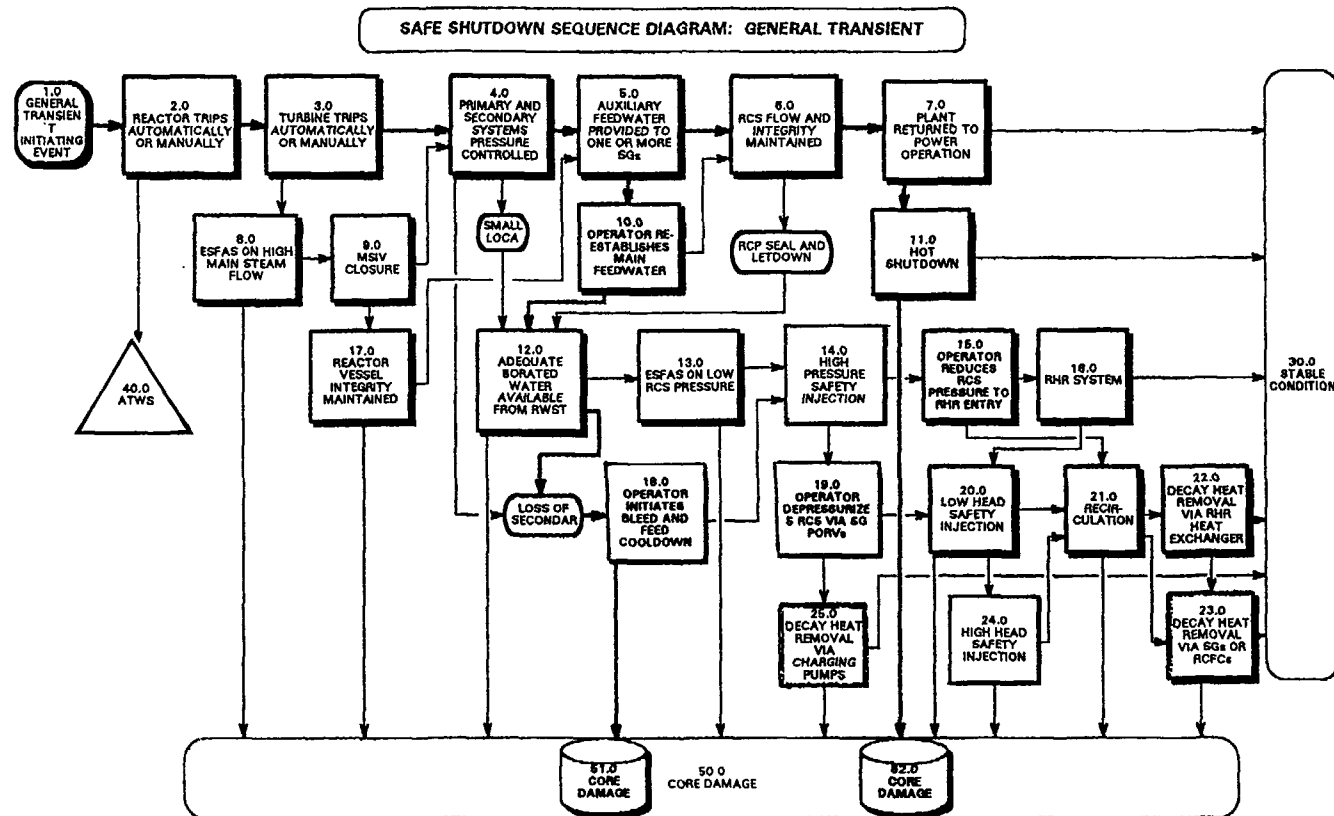 SAFE SHUTDOWN SEQUENCE DIAGRAM: GENERAL TRANSIENT
1.0
GENERAL
TRANSIEN
T
INITIATING
EVENT
2.0
REACTOR TRIPS
AUTOMATICALLY
OR MANUALLY
3.0
TURBINE TRIPS
AUTOMATICALLY
OR MANUALLY
4.0
PRIMARY AND
SECONDARY
SYSTEMS
PRESSURE
CONTROLLED
5.0
AUXILIARY
FEEDWATER
PROVIDED TO
ONE OR MORE SGs
6.0
RCS FLOW AND
INTEGRITY
MAINTAINED
7.0
PLANT
RETURNED TO
POWER
OPERATION
8.0
ESFAS ON HIGH
MAIN STEAM
FLOW
9.0
MSIV
CLOSURE
SMALL
LOCA
10.0
OPERATOR RE-
ESTABLISHES
MAIN
FEEDWATER
RCP SEAL AND
LETDOWN
11.0
HOT
SHUTDOWN
40.0
ATWS
17.0
REACTOR
VESSEL
INTEGRITY
MAINTAINED
12.0
ADEQUATE
BORATED
WATER
AVAILABLE
FROM RWST
13.0
ESFAS ON LOW
RCS PRESSURE
14.0
HIGH
PRESSURE
SAFETY
INJECTION
15.0
OPERATOR
REDUCES
RCS
PRESSURE TO
RHR ENTRY
16.0
RHR SYSTEM
30.0
STABLE
CONDITION
LOSS OF
SECONDAR
18.0
OPERATOR
INITIATES
BLEED AND
FEED
COOLDOWN
19.0
OPERATOR
DEPRESSURIZE
S RCS VIA SG
PORVs
20.0
LOW HEAD
SAFETY
INJECTION
21.0
RECIR-
CULATION
22.0
DECAY HEAT
REMOVAL
VIA RHR
HEAT
EXCHANGER
25.0
DECAY HEAT
REMOVAL
VIA
CHARGING
PUMPS
24.0
HIGH HEAD
SAFETY
INJECTION
23.0
DECAY HEAT
REMOVAL
VIA SGs OR
RCFCs
51.0
CORE
DAMAGE
50 0
CORE DAMAGE
52.0
CORE
DAMAGE